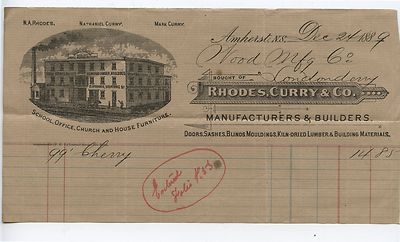 N.A. RHODES. NATHANIEL CURRY. MARK CURRY.
Amherst, N.S. Dec 24 1889
Wood Mfg Co
Londonderry
BOUGHT OF
RHODES, CURRY & CO.
MANUFACTURERS & BUILDERS.
SCHOOL, OFFICE, CHURCH AND HOUSE FURNITURE.
DOORS, SASHES, BLINDS MOULDINGS, KILN-DRIED LUMBER & BUILDING MATERIALS.
99' Cherry 14.85
Entered
Folio